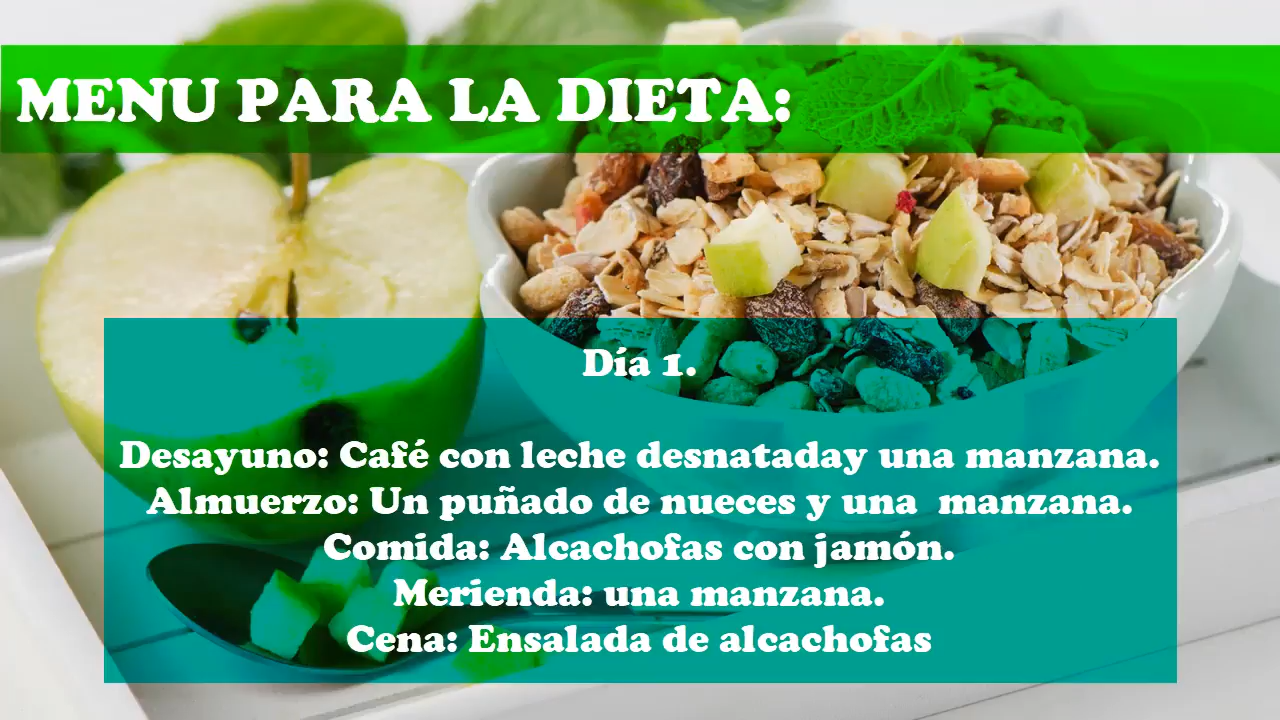 MENU PARA LA DIETA:
Día 1.
Desayuno: Café con leche desnataday una manzana.
Almuerzo: Un puñado de nueces y una  manzana.
Comida: Alcachofas con jamón.
Merienda: una manzana.
Cena: Ensalada de alcachofas